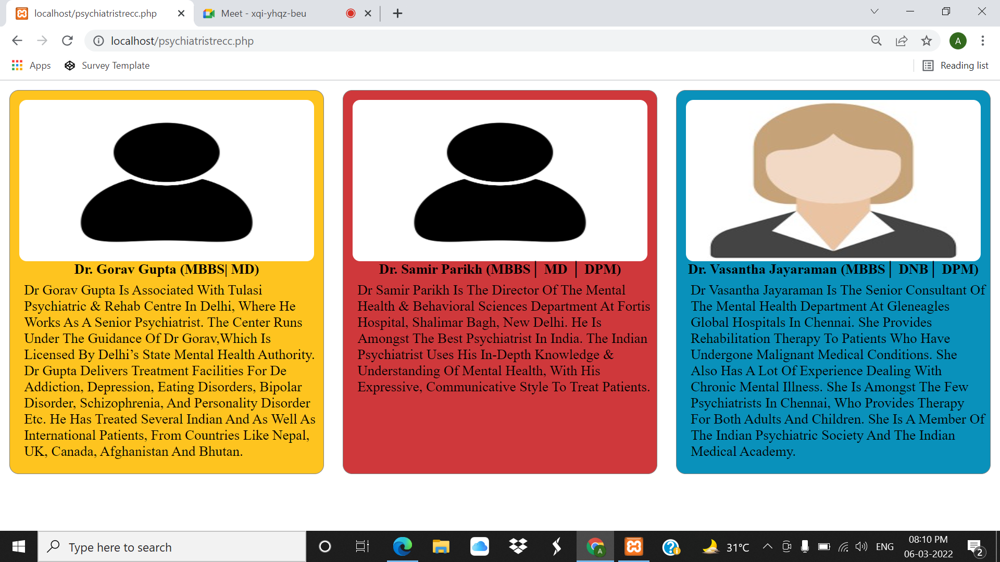 localhost/psychiatristrecc.php
Meet - xqi-yhqz-beu
localhost/psychiatristrecc.php
A
Apps
Survey Template
Reading list
Dr. Gorav Gupta (MBBS| MD)
Dr Gorav Gupta Is Associated With Tulasi
Psychiatric & Rehab Centre In Delhi, Where He
Works As A Senior Psychiatrist. The Center Runs
Under The Guidance Of Dr Gorav,Which Is
Licensed By Delhi’s State Mental Health Authority.
Dr Gupta Delivers Treatment Facilities For De
Addiction, Depression, Eating Disorders, Bipolar
Disorder, Schizophrenia, And Personality Disorder
Etc. He Has Treated Several Indian And As Well As
International Patients, From Countries Like Nepal,
UK, Canada, Afghanistan And Bhutan.
Dr. Samir Parikh (MBBS│ MD │ DPM)
Dr Samir Parikh Is The Director Of The Mental
Health & Behavioral Sciences Department At Fortis
Hospital, Shalimar Bagh, New Delhi. He Is
Amongst The Best Psychiatrist In India. The Indian
Psychiatrist Uses His In-Depth Knowledge &
Understanding Of Mental Health, With His
Expressive, Communicative Style To Treat Patients.
Dr. Vasantha Jayaraman (MBBS│ DNB│ DPM)
Dr Vasantha Jayaraman Is The Senior Consultant Of
The Mental Health Department At Gleneagles
Global Hospitals In Chennai. She Provides
Rehabilitation Therapy To Patients Who Have
Undergone Malignant Medical Conditions. She
Also Has A Lot Of Experience Dealing With
Chronic Mental Illness. She Is Amongst The Few
Psychiatrists In Chennai, Who Provides Therapy
For Both Adults And Children. She Is A Member Of
The Indian Psychiatric Society And The Indian
Medical Academy.
Type here to search
A
31°C
ENG
08:10 PM
06-03-2022
2